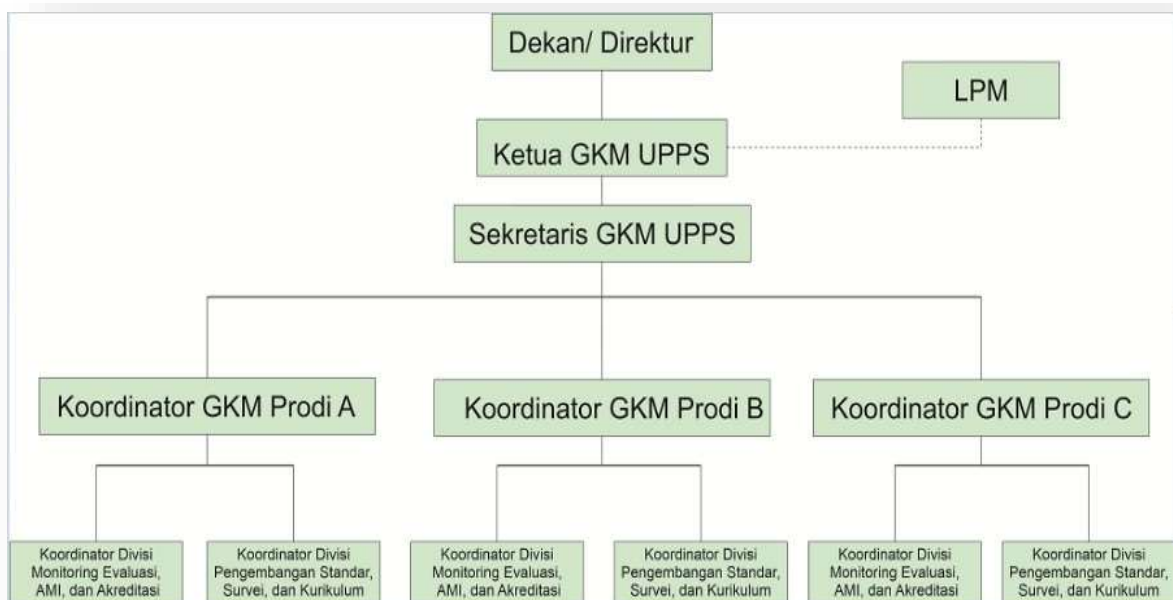 Dekan/ Direktur
LPM
Ketua GKM UPPS
Sekretaris GKM UPPS
Koordinator GKM Prodi A
Koordinator GKM Prodi B
Koordinator GKM Prodi C
Koordinator Divisi
Monitoring Evaluasi,
AMI, dan Akreditasi
Koordinator Divisi
Pengembangan Standar,
Survei, dan Kurikulum
Koordinator Divisi
Monitoring Evaluasi,
AMI, dan Akreditasi
Koordinator Divisi
Pengembangan Standar,
Survei, dan Kurikulum
Koordinator Divisi
Monitoring Evaluasi,
AMI, dan Akreditasi
Koordinator Divisi
Pengembangan Standar,
Survei, dan Kurikulum